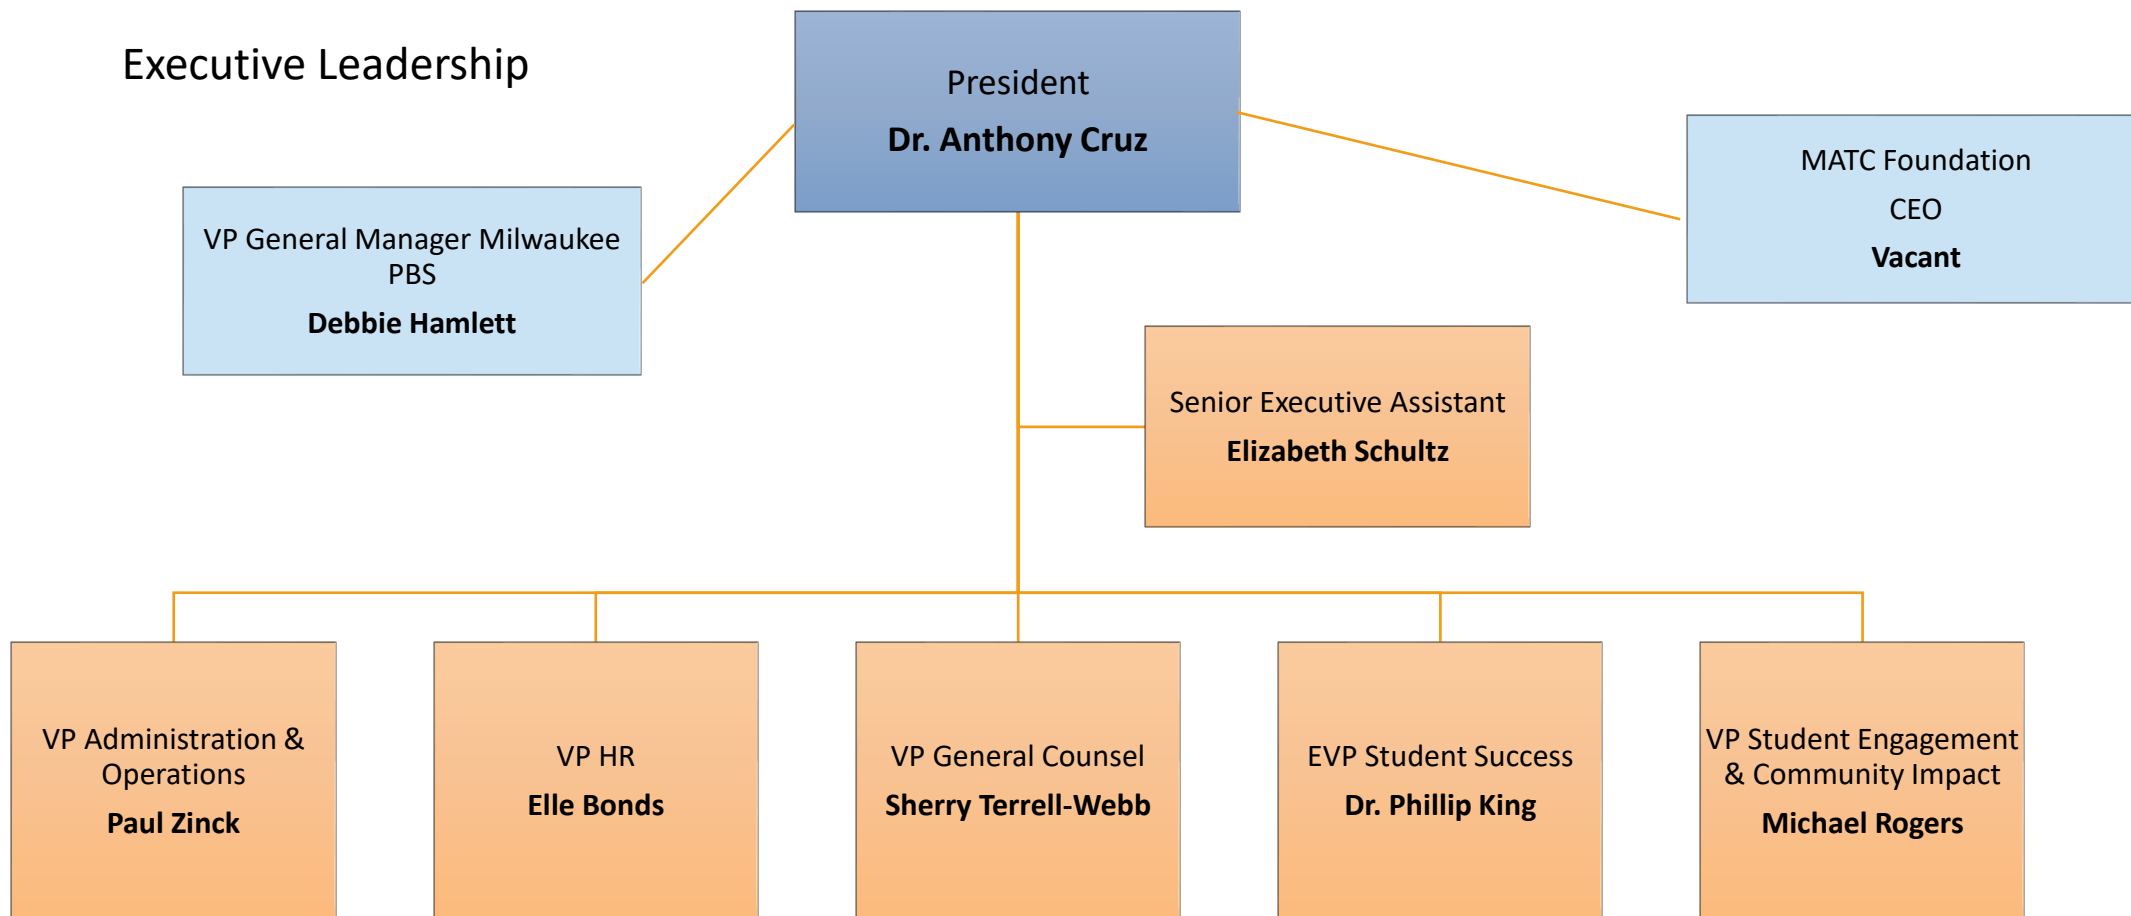 Executive Leadership
President
Dr. Anthony Cruz
MATC Foundation
CEO
Vacant
VP General Manager Milwaukee
PBS
Debbie Hamlett
Senior Executive Assistant
Elizabeth Schultz
VP Administration &
Operations
Paul Zinck
VP HR
Elle Bonds
VP General Counsel
Sherry Terrell-Webb
EVP Student Success
Dr. Phillip King
VP Student Engagement
& Community Impact
Michael Rogers